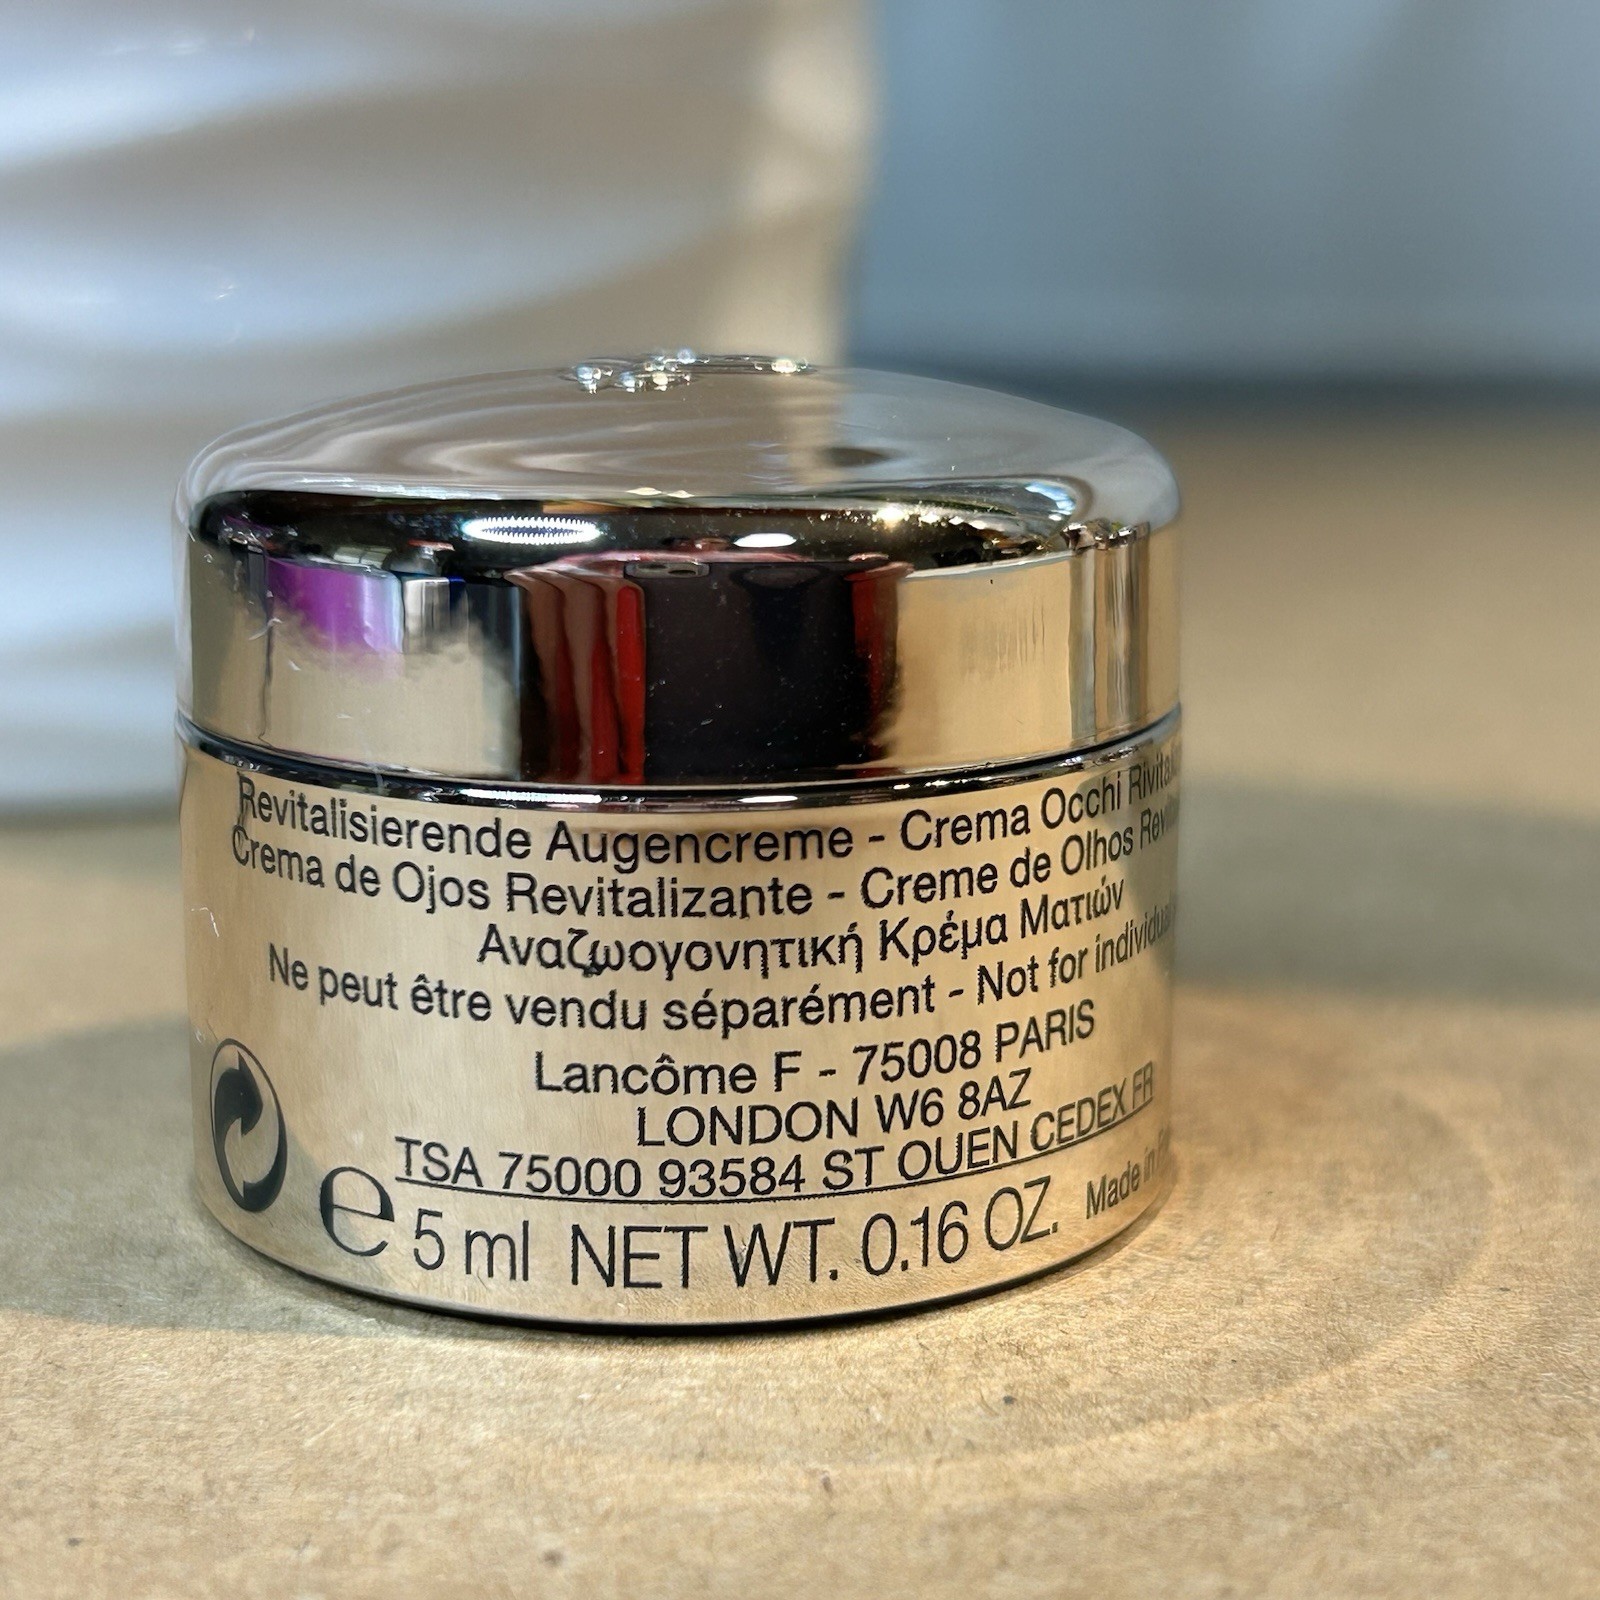 Revitalisierende Augencreme - Crema Occhi
Crema de Ojos Revitalizante - Creme de Olhos
Αναζωογονητική Κρέμα Ματιών
Ne peut être vendu séparément - Not for individual
Lancôme F - 75008 PARIS
LONDON W6 8AZ
TSA 75000 93584 ST OUEN CEDEX FR
e 5 ml NET WT. 0.16 OZ. Made in